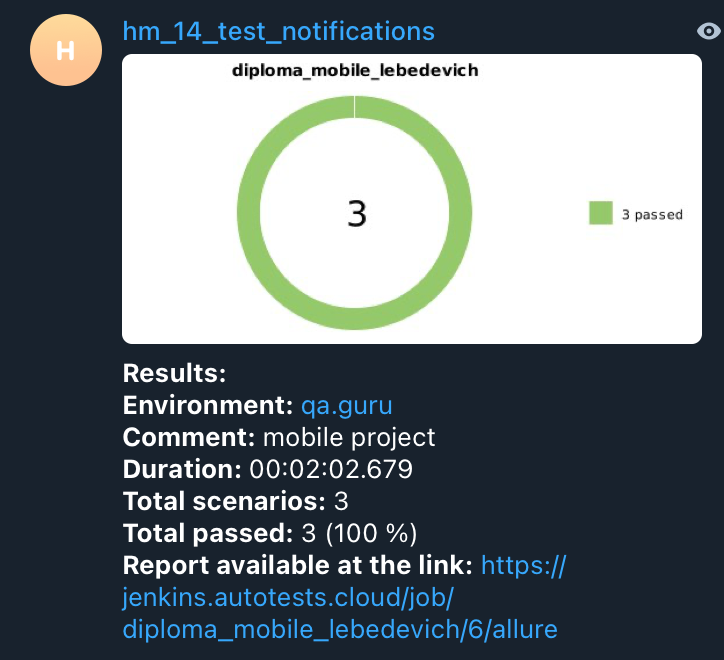 H
hm_14_test_notifications
diploma_mobile_lebedevich
3
3 passed
Results:
Environment: qa.guru
Comment: mobile project
Duration: 00:02:02.679
Total scenarios: 3
Total passed: 3 (100 %)
Report available at the link: https://
jenkins.autotests.cloud/job/
diploma_mobile_lebedevich/6/allure